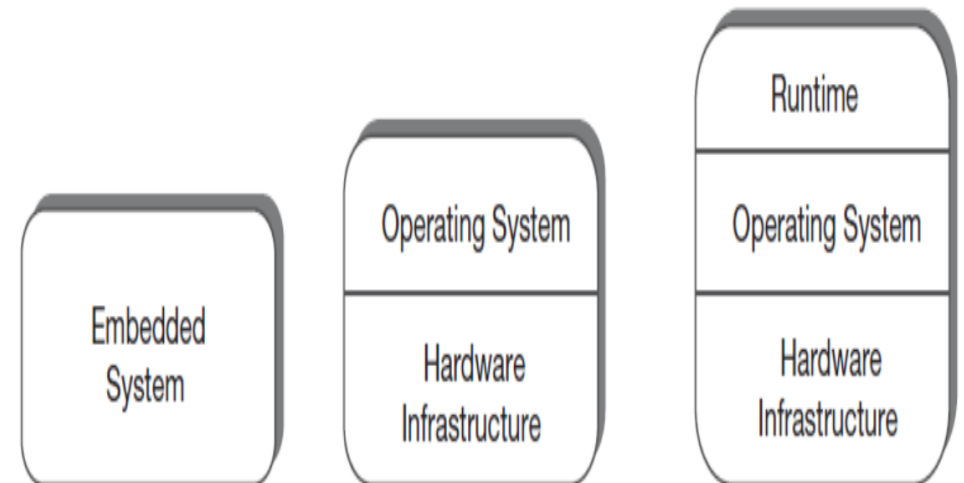 Embedded
System
Operating System
Hardware
Infrastructure
Runtime
Operating System
Hardware
Infrastructure